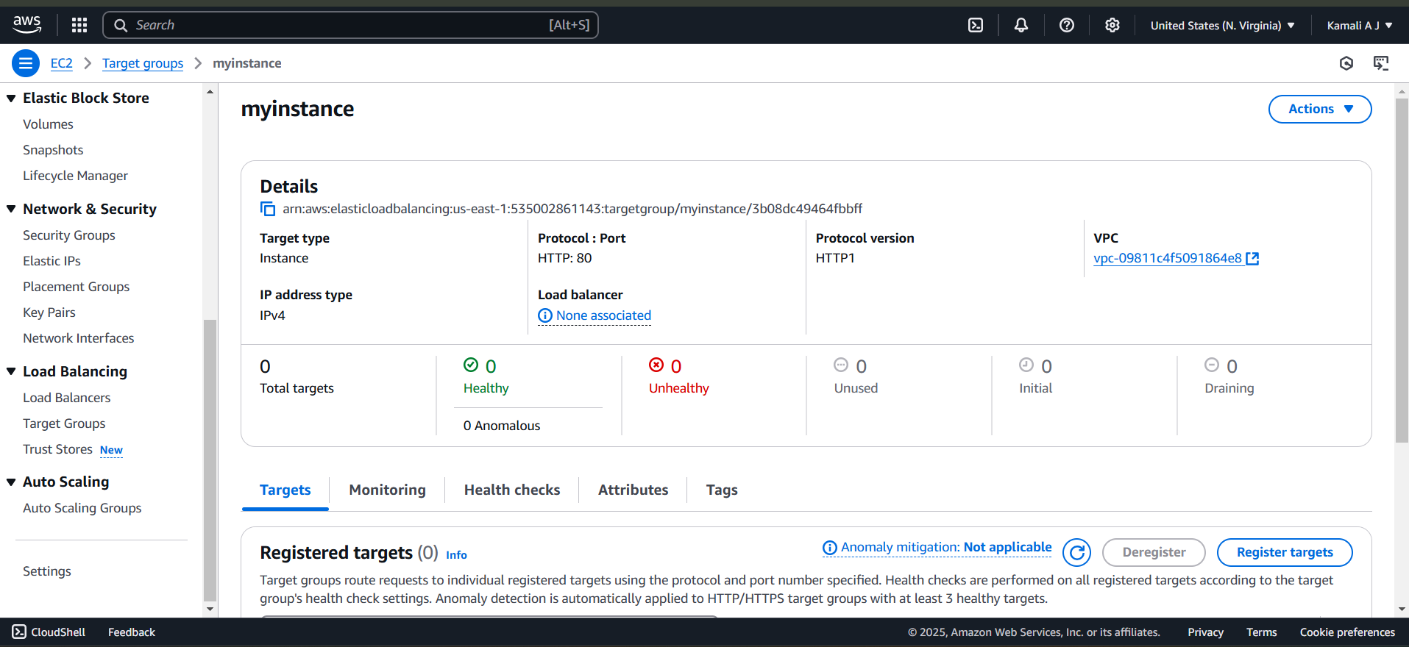 aws
Search [Alt+S]
United States (N. Virginia) ▼
Kamali A J ▼
EC2 > Target groups > myinstance
Elastic Block Store
Volumes
Snapshots
Lifecycle Manager
Network & Security
Security Groups
Elastic IPs
Placement Groups
Key Pairs
Network Interfaces
Load Balancing
Load Balancers
Target Groups
Trust Stores New
Auto Scaling
Auto Scaling Groups
Settings
myinstance
Actions ▼
Details
arn:aws:elasticloadbalancing:us-east-1:535002861143:targetgroup/myinstance/3b08dc49464fbbff
Target type
Instance
Protocol : Port
HTTP: 80
Protocol version
HTTP1
VPC
vpc-09811c4f5091864e8
IP address type
IPv4
Load balancer
None associated
0
Total targets
0
Healthy
0 Anomalous
0
Unhealthy
0
Unused
0
Initial
0
Draining
Targets
Monitoring
Health checks
Attributes
Tags
Registered targets (0) Info
Anomaly mitigation: Not applicable
Deregister
Register targets
Target groups route requests to individual registered targets using the protocol and port number specified. Health checks are performed on all registered targets according to the target
group's health check settings. Anomaly detection is automatically applied to HTTP/HTTPS target groups with at least 3 healthy targets.
CloudShell
Feedback
© 2025, Amazon Web Services, Inc. or its affiliates.
Privacy
Terms
Cookie preferences